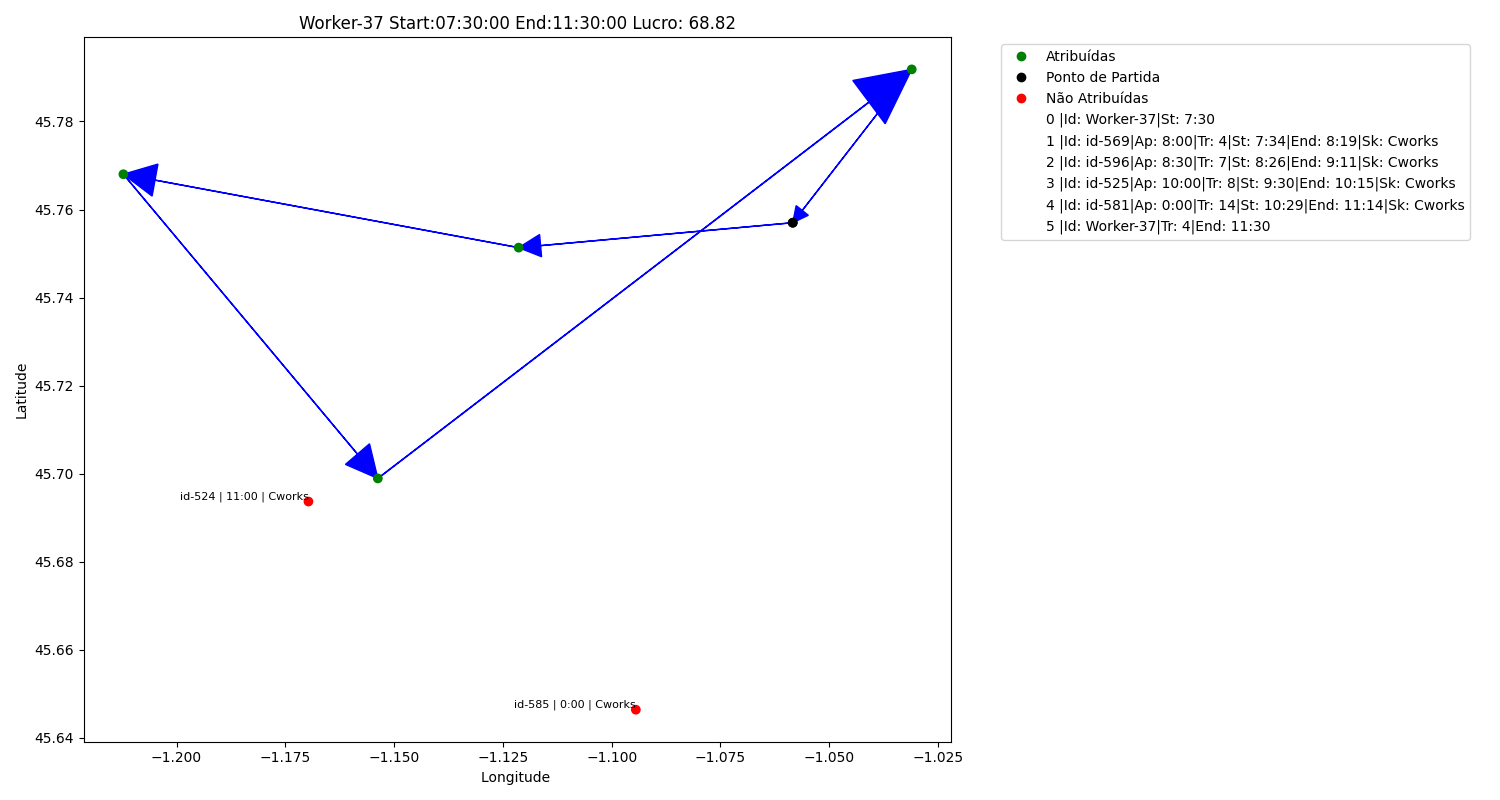 Worker-37 Start:07:30:00 End:11:30:00 Lucro: 68.82
Atribuídas
Ponto de Partida
Não Atribuídas
0 |Id: Worker-37|St: 7:30
1 |Id: id-569|Ap: 8:00|Tr: 4|St: 7:34|End: 8:19|Sk: Cworks
2 |Id: id-596|Ap: 8:30|Tr: 7|St: 8:26|End: 9:11|Sk: Cworks
3 |Id: id-525|Ap: 10:00|Tr: 8|St: 9:30|End: 10:15|Sk: Cworks
4 |Id: id-581|Ap: 0:00|Tr: 14|St: 10:29|End: 11:14|Sk: Cworks
5 |Id: Worker-37|Tr: 4|End: 11:30
45.78
45.76
45.74
45.72
45.70
45.68
45.66
45.64
Latitude
id-524 | 11:00 | Cworks
id-585 | 0:00 | Cworks
−1.200
−1.175
−1.150
−1.125
−1.100
−1.075
−1.050
−1.025
Longitude